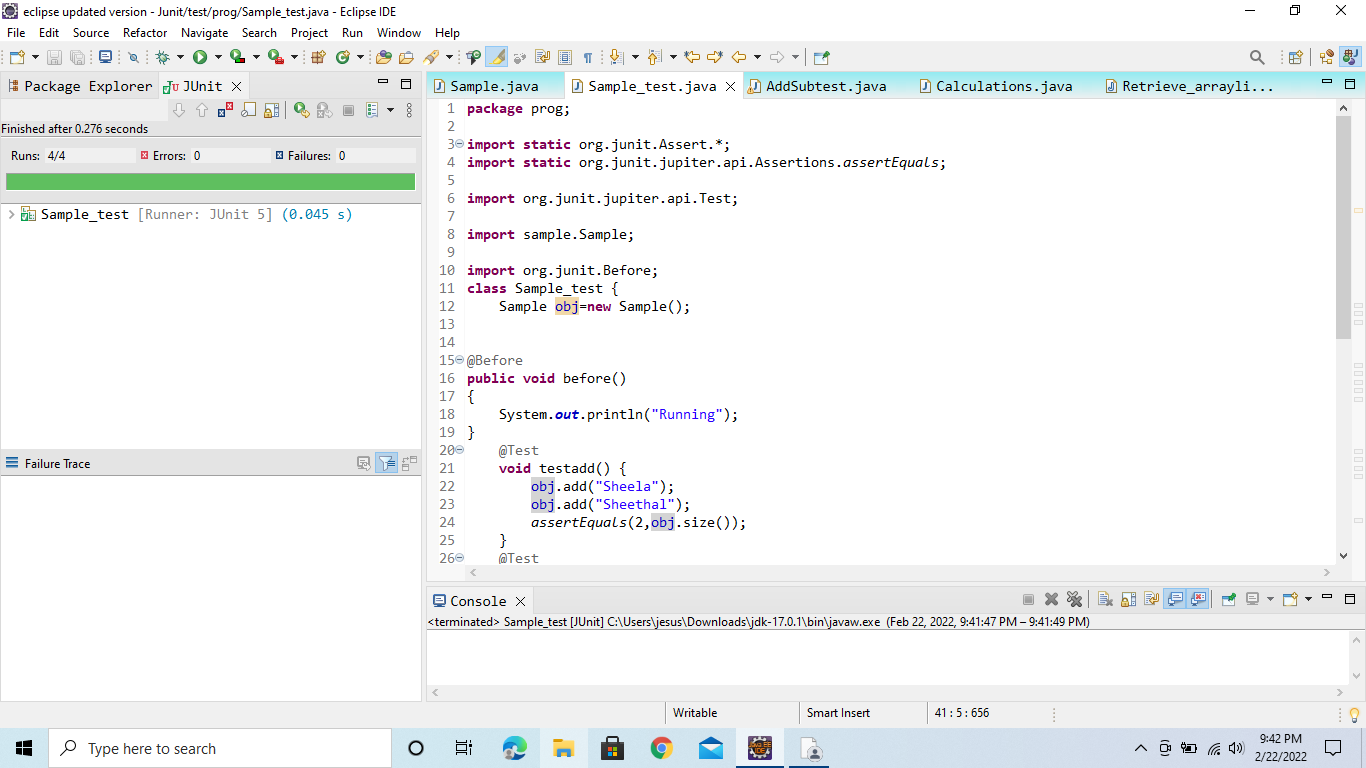 eclipse updated version - Junit/test/prog/Sample_test.java - Eclipse IDE
File Edit Source Refactor Navigate Search Project Run Window Help
Package Explorer JUnit
Finished after 0.276 seconds
Runs: 4/4 Errors: 0 Failures: 0
Sample_test [Runner: JUnit 5] (0.045 s)
Failure Trace
Sample.java Sample_test.java AddSubtest.java Calculations.java Retrieve_arrayli...
1 package prog;
2
3 import static org.junit.Assert.*;
4 import static org.junit.jupiter.api.Assertions.assertEquals;
5
6 import org.junit.jupiter.api.Test;
7
8 import sample.Sample;
9
10 import org.junit.Before;
11 class Sample_test {
12 Sample obj=new Sample();
13
14
15 @Before
16 public void before()
17 {
18 System.out.println("Running");
19 }
20 @Test
21 void testadd() {
22 obj.add("Sheela");
23 obj.add("Sheethal");
24 assertEquals(2,obj.size());
25 }
26 @Test
Console
<terminated> Sample_test [JUnit] C:\Users\jesus\Downloads\jdk-17.0.1\bin\javaw.exe (Feb 22, 2022, 9:41:47 PM – 9:41:49 PM)
Writable Smart Insert 41 : 5 : 656
Type here to search
9:42 PM
2/22/2022